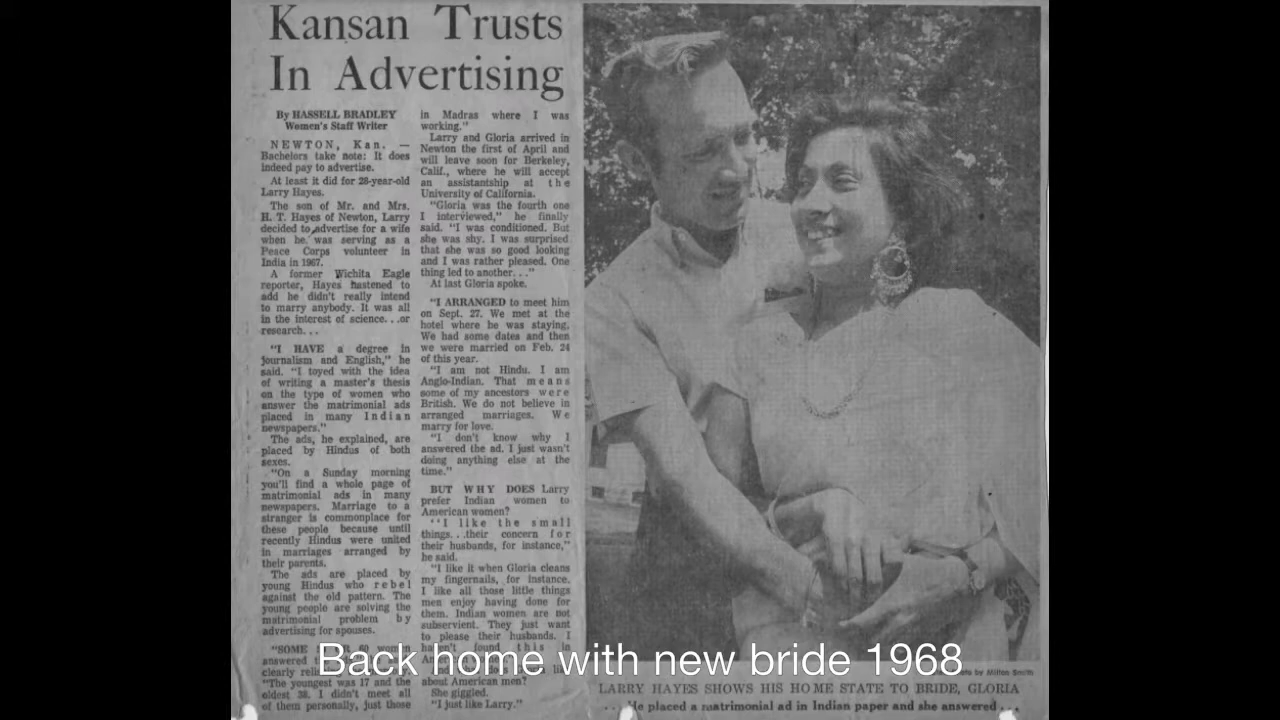 Kansan Trusts
In Advertising
By HASSELL BRADLEY
Women's Staff Writer
NEWTON, Kan. —
Bachelors take note: It does
indeed pay to advertise.
At least it did for 28-year-old
Larry Hayes.
The son of Mr. and Mrs.
H. T. Hayes of Newton, Larry
decided to advertise for a wife
when he was serving as a
Peace Corps volunteer in
India in 1967.
A former Wichita Eagle
reporter, Hayes hastened to
add he didn't really intend
to marry anybody. It was all
in the interest of science. . .or
research. . .
"I HAVE a degree in
journalism and English," he
said. "I toyed with the idea
of writing a master's thesis
on the type of women who
answer the matrimonial ads
placed in many Indian
newspapers."
The ads, he explained, are
placed by Hindus of both
sexes.
"On a Sunday morning
you'll find a whole page of
matrimonial ads in many
newspapers. Marriage to a
stranger is commonplace for
these people because until
recently Hindus were united
in marriages arranged by
their parents.
The ads are placed by
young Hindus who rebel
against the old pattern. The
young people are solving the
matrimonial problem by
advertising for spouses.
"SOME 60 women
answered
clearly
"The youngest was 17 and the
oldest 38. I didn't meet all
of them personally, just those
in Madras where I was
working."
Larry and Gloria arrived in
Newton the first of April and
will leave soon for Berkeley,
Calif., where he will accept
an assistantship at the
University of California.
"Gloria was the fourth one
I interviewed," he finally
said. "I was conditioned. But
she was shy. I was surprised
that she was so good looking
and I was rather pleased. One
thing led to another. . ."
At last Gloria spoke.
"I ARRANGED to meet him
on Sept. 27. We met at the
hotel where he was staying.
We had some dates and then
we were married on Feb. 24
of this year.
"I am not Hindu. I am
Anglo-Indian. That means
some of my ancestors were
British. We do not believe in
arranged marriages. We
marry for love.
"I don't know why I
answered the ad. I just wasn't
doing anything else at the
time."
BUT WHY DOES Larry
prefer Indian women to
American women?
"I like the small
things. . .their concern for
their husbands, for instance,"
he said.
"I like it when Gloria cleans
my fingernails, for instance.
I like all those little things
men enjoy having done for
them. Indian women are not
subservient. They just want
to please their husbands. I
haven't found this in
about American men?
She giggled.
"I just like Larry."
Back home with new bride 1968
by Milton Smith
LARRY HAYES SHOWS HIS HOME STATE TO BRIDE, GLORIA
. . . He placed a matrimonial ad in Indian paper and she answered . . .